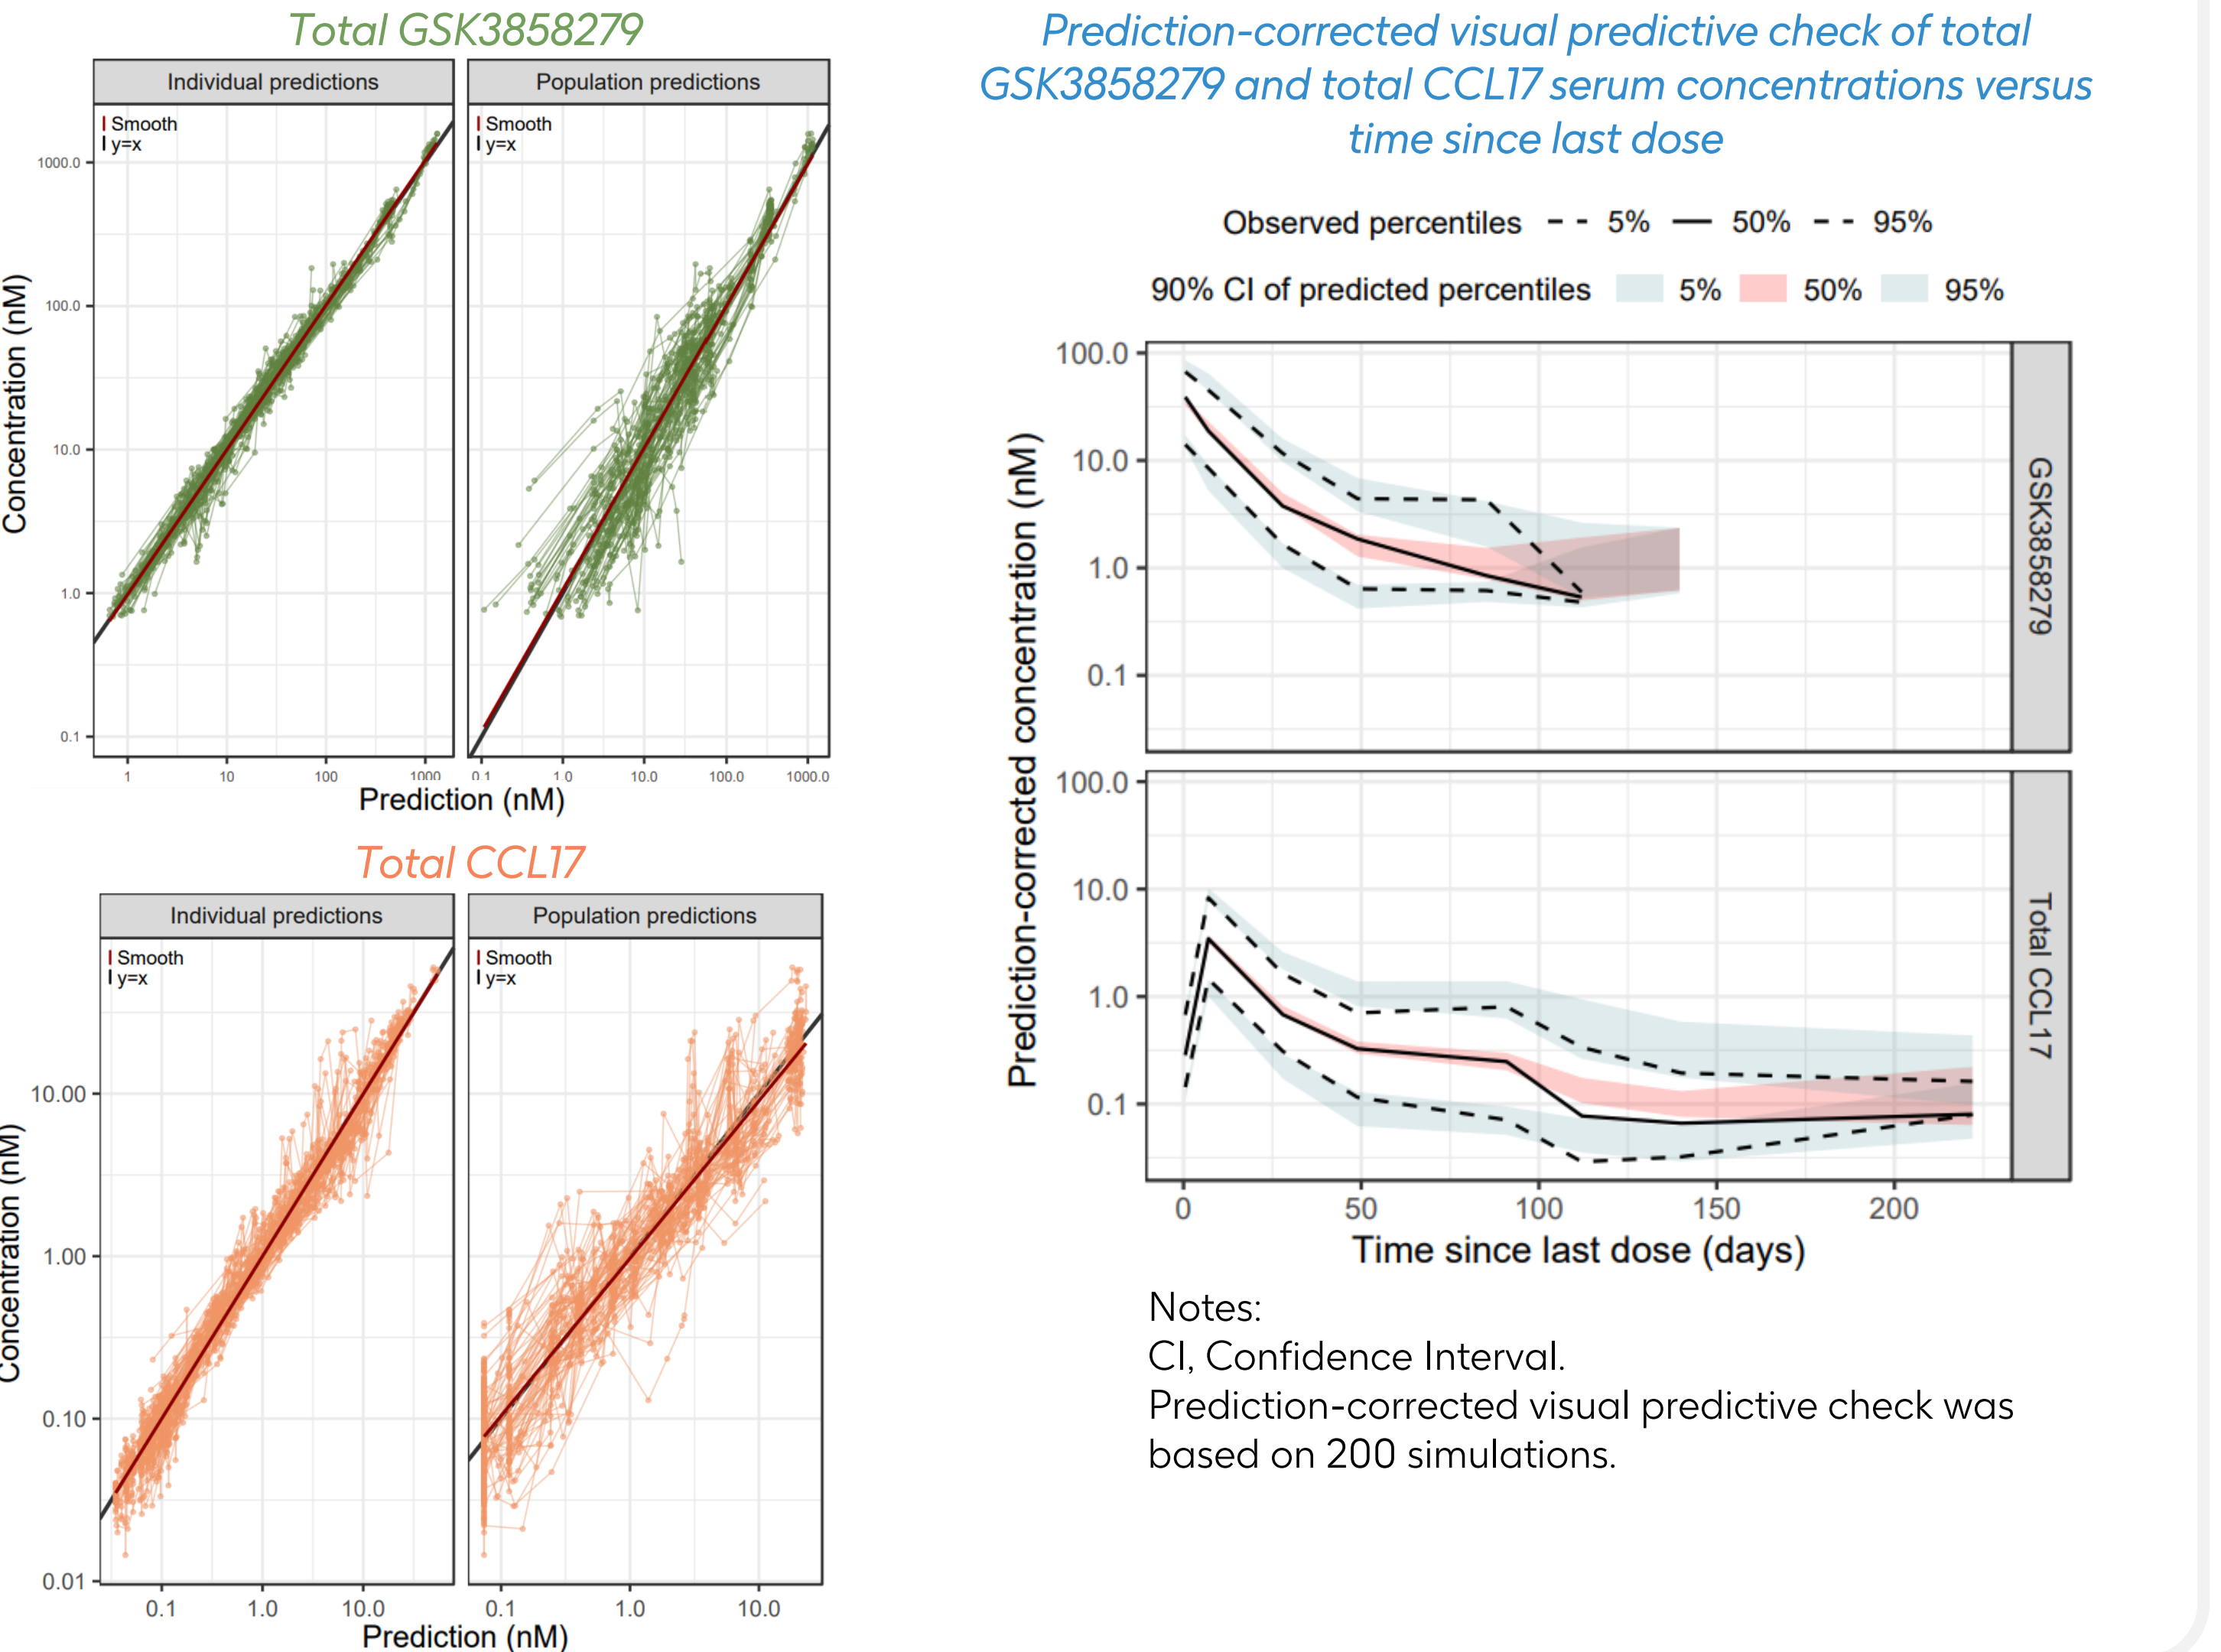 Total GSK3858279
Individual predictions
Population predictions
Smooth
y=x
Smooth
y=x
1000.0
100.0
10.0
1.0
0.1
Concentration (nM)
1 10 100 1000
0.1 1.0 10.0 100.0 1000.0
Prediction (nM)
Total CCL17
Individual predictions
Population predictions
Smooth
y=x
Smooth
y=x
10.00
1.00
0.10
0.01
Concentration (nM)
0.1 1.0 10.0
0.1 1.0 10.0
Prediction (nM)
Prediction-corrected visual predictive check of total
GSK3858279 and total CCL17 serum concentrations versus
time since last dose
Observed percentiles 5% 50% 95%
90% CI of predicted percentiles 5% 50% 95%
Prediction-corrected concentration (nM)
100.0
10.0
1.0
0.1
GSK3858279
100.0
10.0
1.0
0.1
Total CCL17
0 50 100 150 200
Time since last dose (days)
Notes:
CI, Confidence Interval.
Prediction-corrected visual predictive check was
based on 200 simulations.